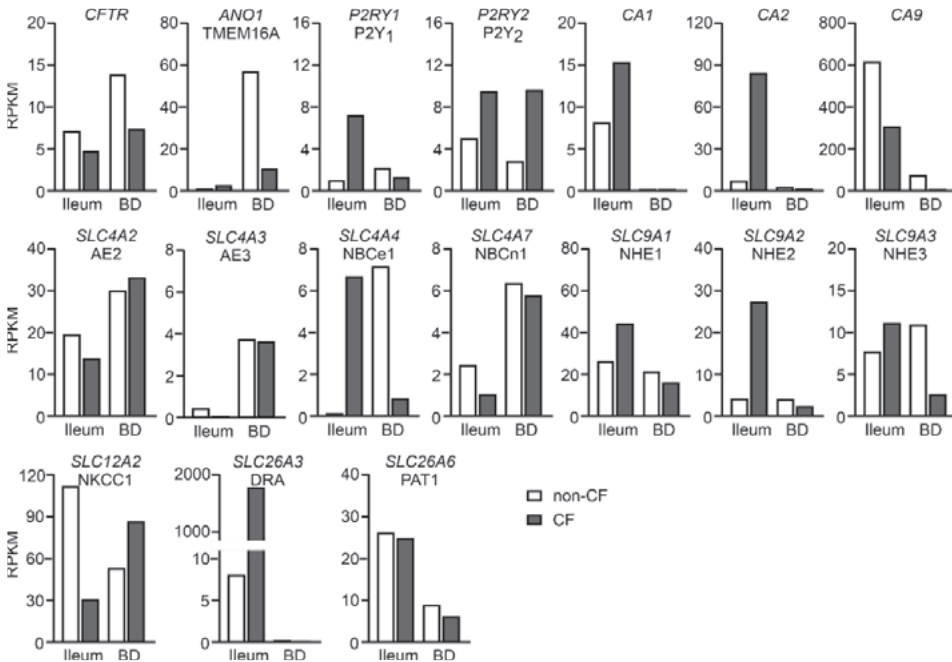 CFTR
ANO1
TMEM16A
P2RY1
P2Y1
P2RY2
P2Y2
CA1
CA2
CA9
RPKM
20
15
10
5
0
Ileum BD
80
60
40
20
0
Ileum BD
16
12
8
4
0
Ileum BD
16
12
8
4
0
Ileum BD
20
15
10
5
0
Ileum BD
120
90
60
30
0
Ileum BD
800
600
400
200
0
Ileum BD
SLC4A2
AE2
SLC4A3
AE3
SLC4A4
NBCe1
SLC4A7
NBCn1
SLC9A1
NHE1
SLC9A2
NHE2
SLC9A3
NHE3
RPKM
40
30
20
10
0
Ileum BD
6
4
2
0
Ileum BD
8
6
4
2
0
Ileum BD
8
6
4
2
0
Ileum BD
80
60
40
20
0
Ileum BD
40
30
20
10
0
Ileum BD
20
15
10
5
0
Ileum BD
SLC12A2
NKCC1
SLC26A3
DRA
SLC26A6
PAT1
RPKM
120
90
60
30
0
Ileum BD
2000
1000
10
5
0
Ileum BD
40
30
20
10
0
Ileum BD
non-CF
CF